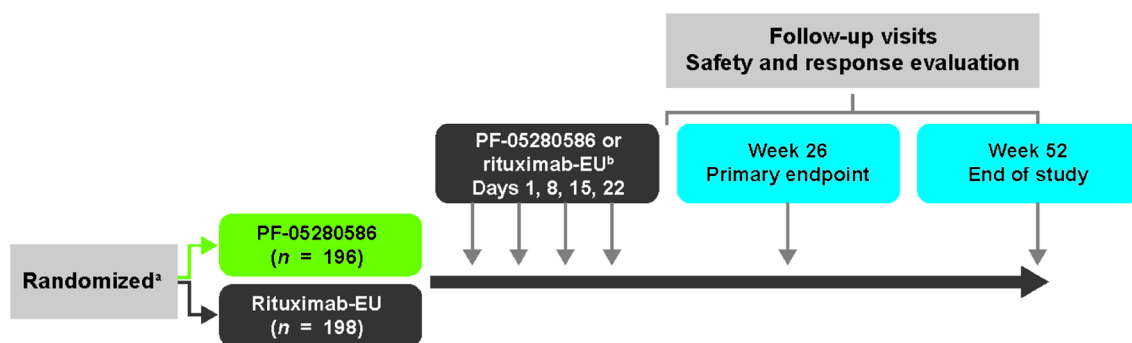 Follow-up visits
Safety and response evaluation
PF-05280586 or
rituximab-EUᵇ
Days 1, 8, 15, 22
Week 26
Primary endpoint
Week 52
End of study
PF-05280586
(n = 196)
Randomizedᵃ
Rituximab-EU
(n = 198)